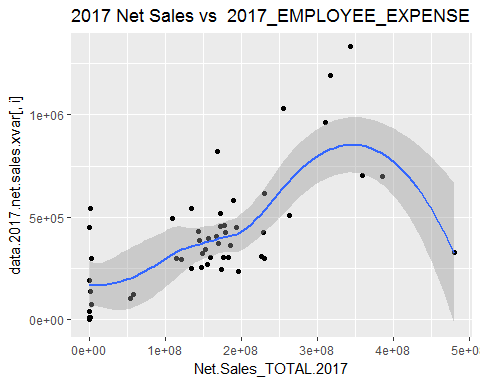 2017 Net Sales vs  2017_EMPLOYEE_EXPENSE
data.2017.net.sales.xvar[, i]
1e+06
5e+05
0e+00
0e+00 1e+08 2e+08 3e+08 4e+08 5e+0
Net.Sales_TOTAL.2017